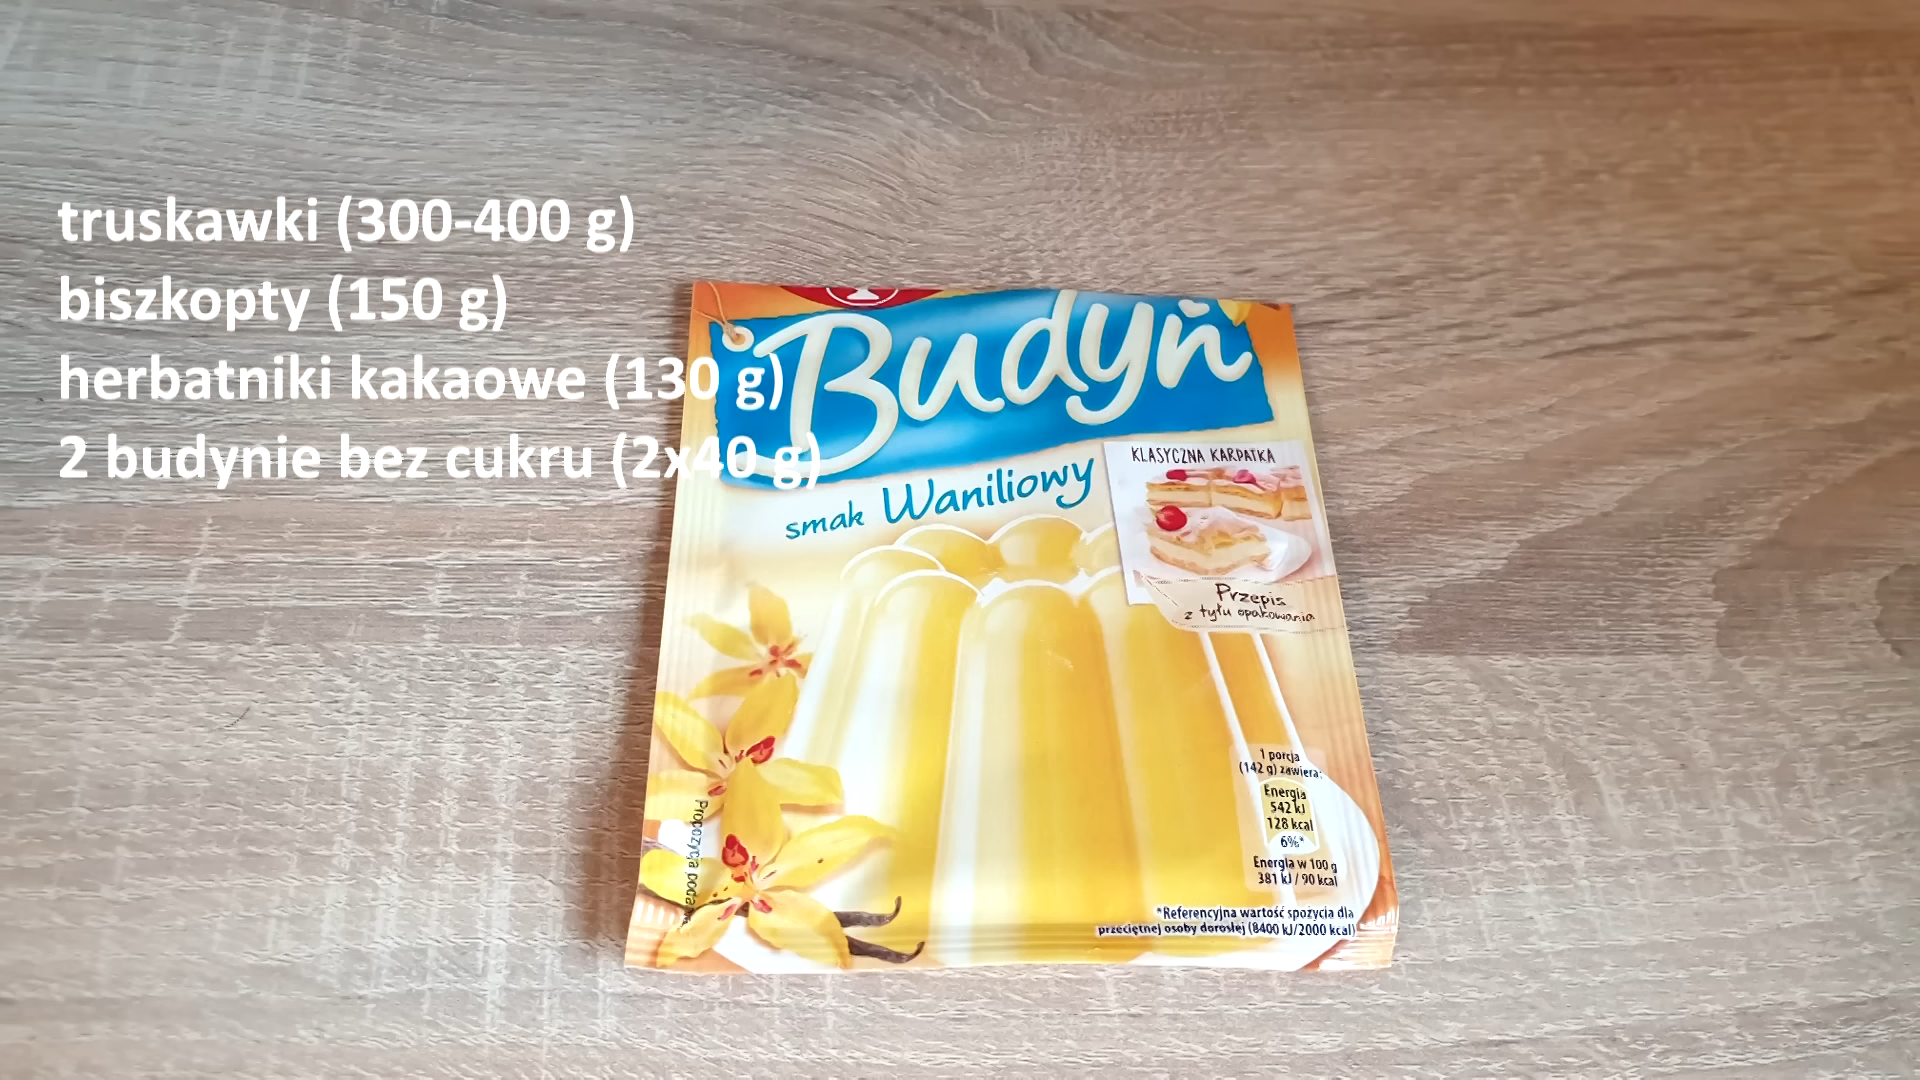 truskawki (300-400 g)
biszkopty (150 g)
herbatniki kakaowe (130 g)
2 budynie bez cukru (2x40 g)
Budyń
smak Waniliowy
KLASYCZNA KARPATKA
Przepis
z tyłu opakowania
1 porcja
(142 g) zawiera:
Energia
542 kJ
128 kcal
6%*
Energia w 100 g
381 kJ / 90 kcal
*Referencyjna wartość spożycia dla
przeciętnej osoby dorosłej (8400 kJ/2000 kcal)
Propozycja